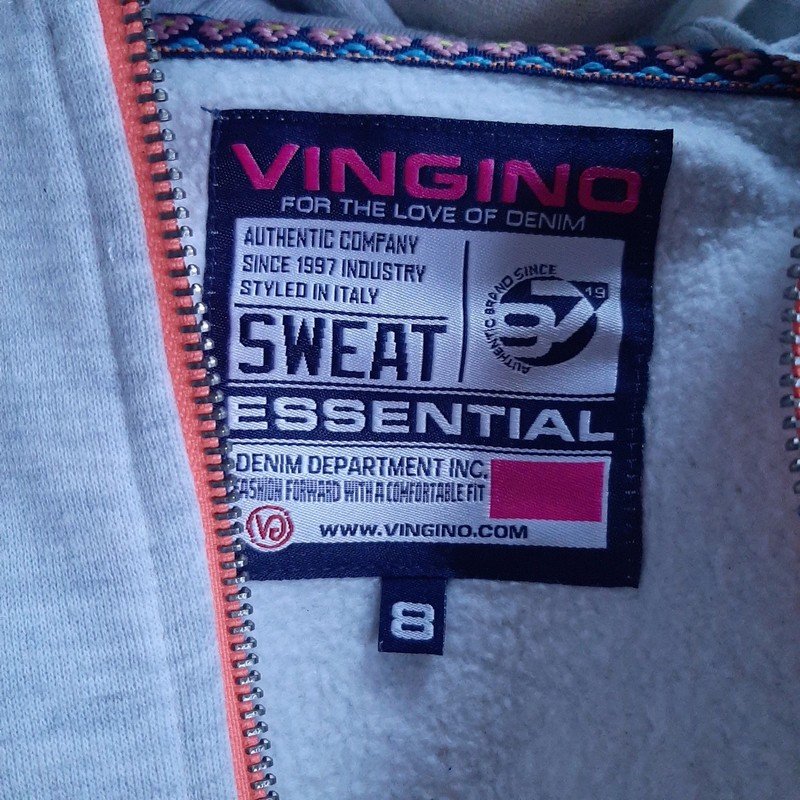 VINGINO
FOR THE LOVE OF DENIM
AUTHENTIC COMPANY
SINCE 1997 INDUSTRY
STYLED IN ITALY
SWEAT
AUTHENTIC BRAND SINCE
19
97
ESSENTIAL
DENIM DEPARTMENT INC.
FASHION FORWARD WITH A COMFORTABLE FIT
WWW.VINGINO.COM
8